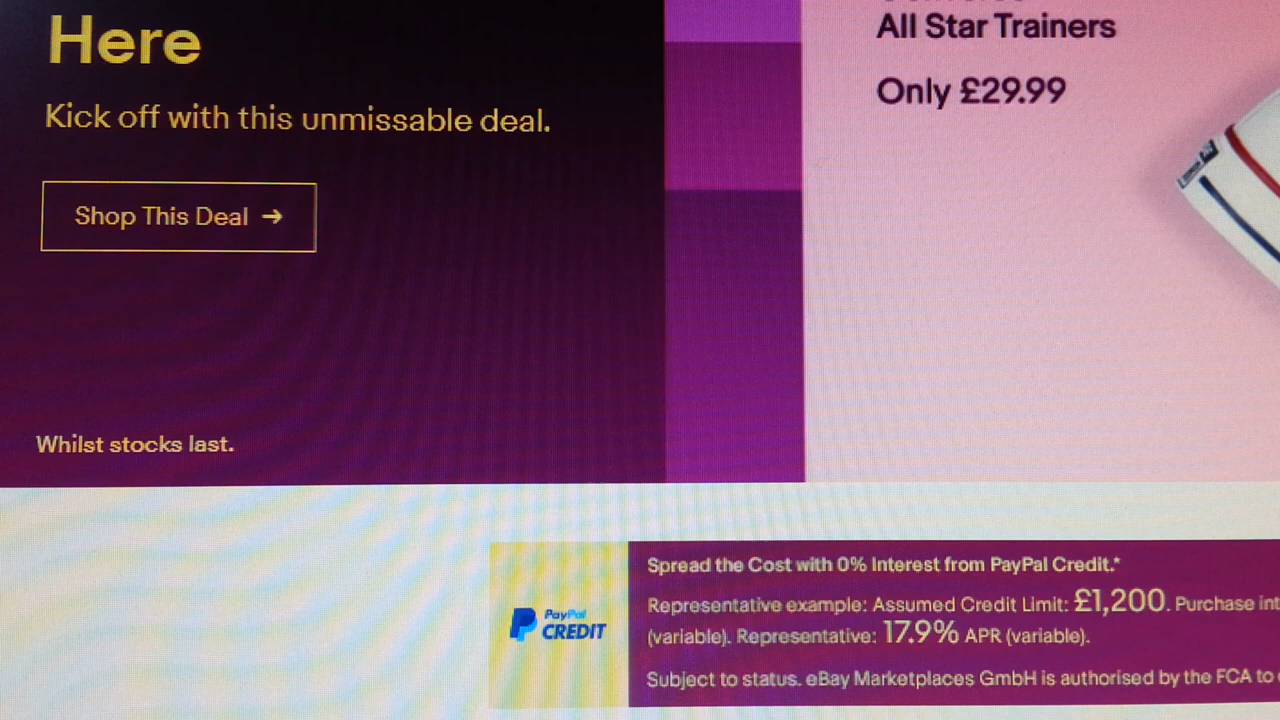 Here
Kick off with this unmissable deal.
Shop This Deal →
Whilst stocks last.
All Star Trainers
Only £29.99
PayPal
CREDIT
Spread the Cost with 0% Interest from PayPal Credit.*
Representative example: Assumed Credit Limit: £1,200. Purchase
(variable). Representative: 17.9% APR (variable).
Subject to status. eBay Marketplaces GmbH is authorised by the FCA to